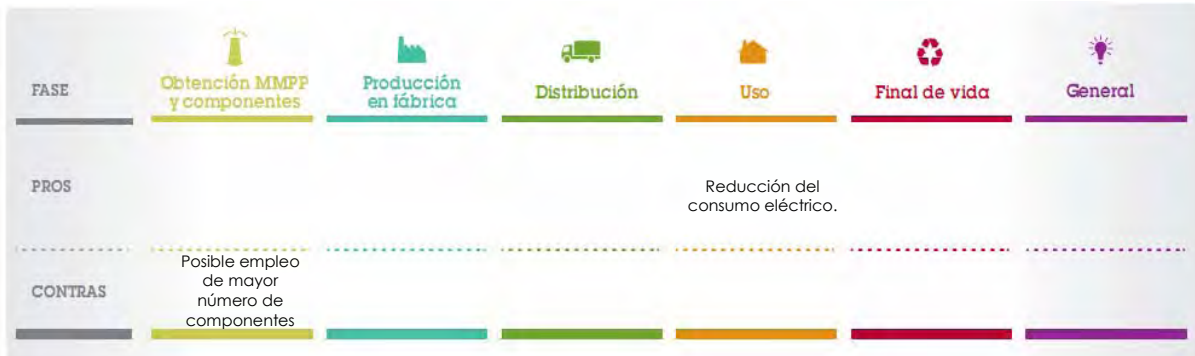 FASE
Obtención MMPP
y componentes
Producción
en fábrica
Distribución
Uso
Final de vida
General
PROS
Reducción del
consumo eléctrico.
CONTRAS
Posible empleo
de mayor
número de
componentes